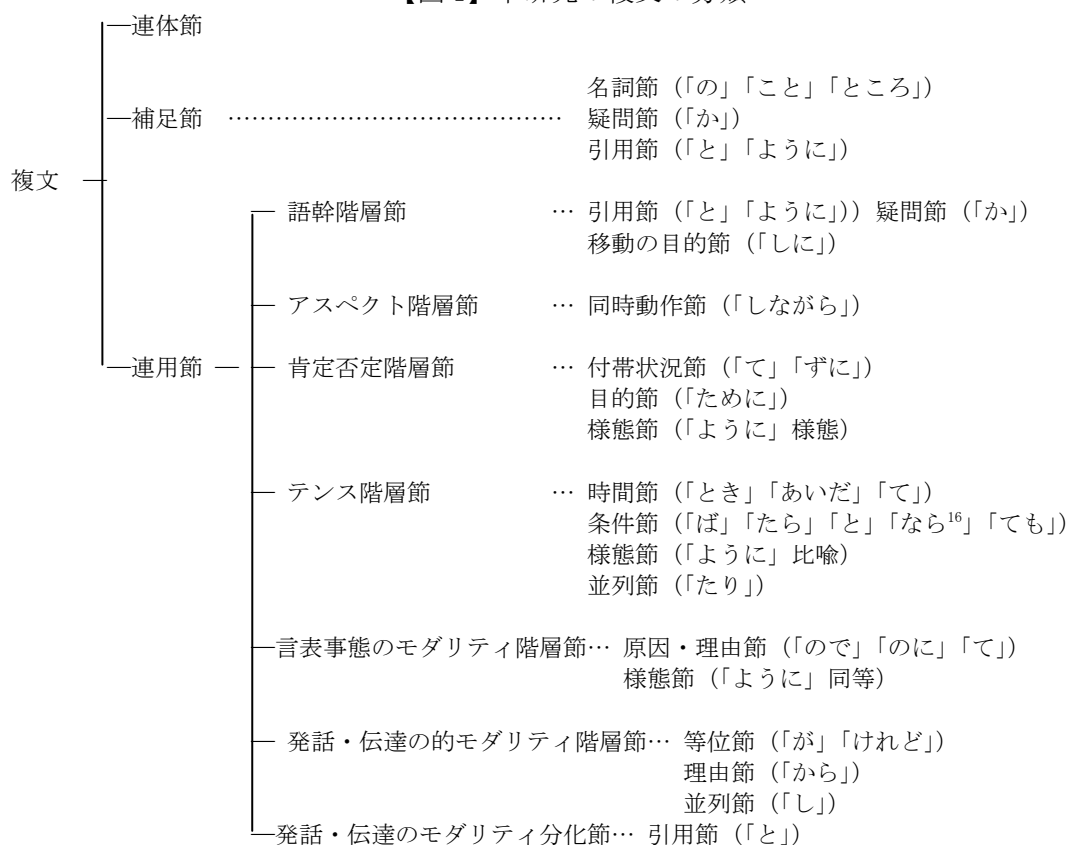 ―連体節
名詞節（「の」「こと」「ところ」）
―補足節 …………………………………… 疑問節（「か」）
引用節（「と」「ように」）
複文 ―
― 語幹階層節 … 引用節（「と」「ように」））疑問節（「か」）
移動の目的節（「しに」）
― アスペクト階層節 … 同時動作節（「しながら」）
―連用節 ― ― 肯定否定階層節 … 付帯状況節（「て」「ずに」）
目的節（「ために」）
様態節（「ように」様態）
― テンス階層節 … 時間節（「とき」「あいだ」「て」）
条件節（「ば」「たら」「と」「なら16」「ても」）
様態節（「ように」比喩）
並列節（「たり」）
―言表事態のモダリティ階層節… 原因・理由節（「ので」「のに」「て」）
様態節（「ように」同等）
― 発話・伝達の的モダリティ階層節… 等位節（「が」「けれど」）
理由節（「から」）
並列節（「し」）
―発話・伝達のモダリティ分化節… 引用節（「と」）